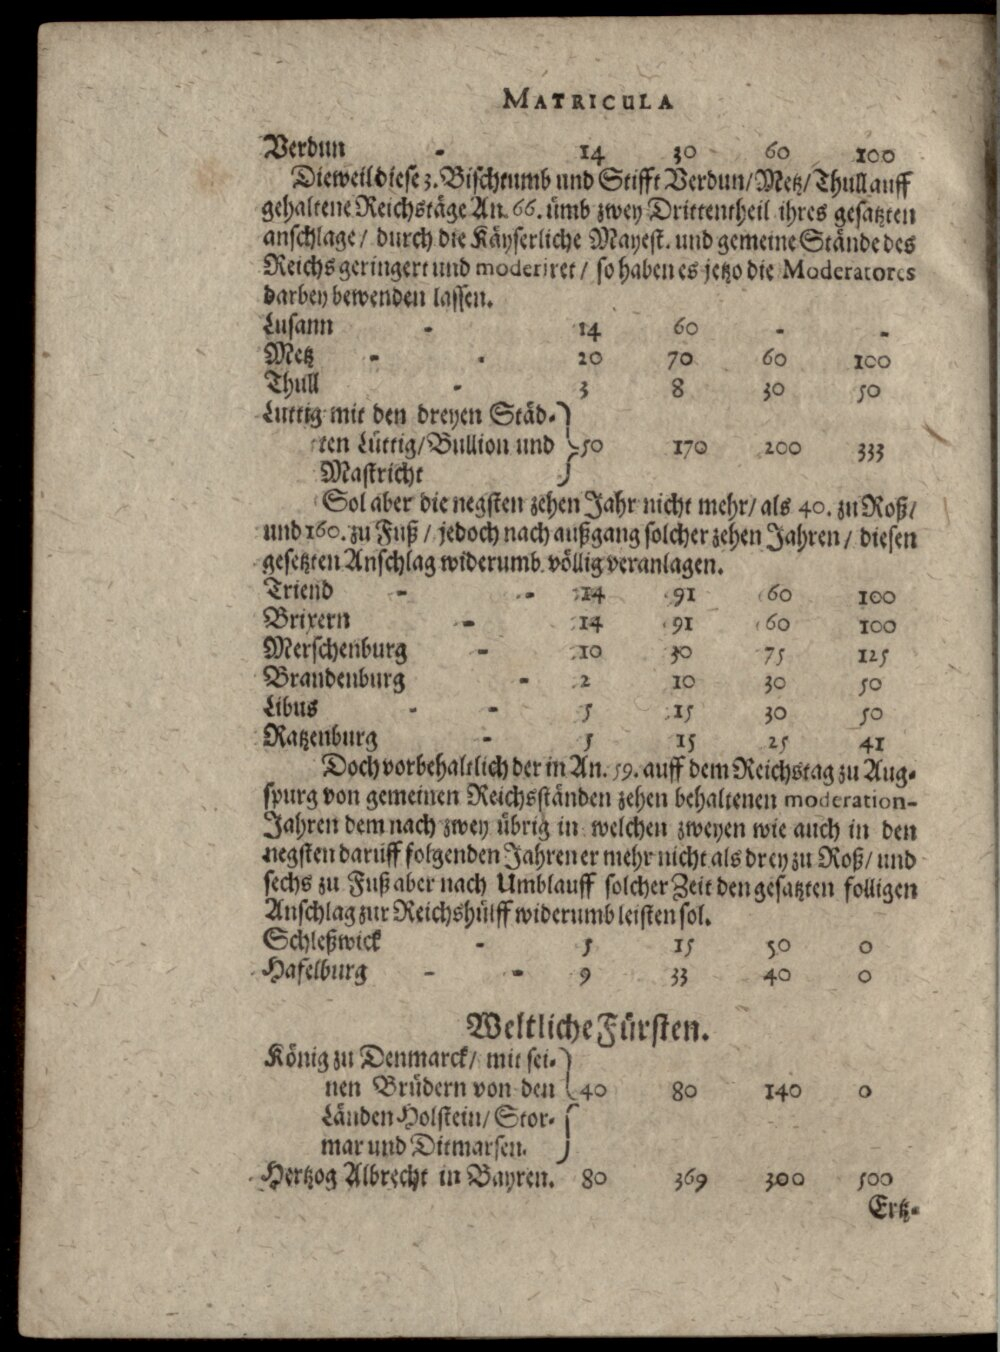 MATRICULA
Verdun - 14 30 60 100
Dieweil diese 3. Bischtumb und Stifft Verdun/Metz/Thull auff
gehaltene Reichstäge An. 66. ümb zwey Drittentheil ihres gesatzten
anschlage/ durch die Käyserliche Mayest. und gemeine Stände des
Reichs geringert und moderiret/ so haben es jetzo die Moderatores
darbey bewenden lassen.
Lusann - 14 60 - -
Metz - - 20 70 60 100
Thull - 3 8 30 50
Luttig mit den dreyen Städ-
ten Lüttig/Bullion und 50 170 200 333
Mastricht
Sol aber die negsten zehen Jahr nicht mehr/ als 40. zu Roß/
und 160. zu Fuß/ jedoch nach außgang solcher zehen Jahren/ diesen
gesetzten Anschlag widerumb völlig veranlagen.
Triend - - 14 91 60 100
Brixern - 14 91 60 100
Merschenburg - 10 30 75 125
Brandenburg - 2 10 30 50
Libus - - 5 15 30 50
Ratzenburg - 5 15 25 41
Doch vorbehaltlich der in An. 59. auff dem Reichstag zu Aug-
spurg von gemeinen Reichsständen zehen behaltenen moderation-
Jahren dem nach zwey übrig in welchen zweyen wie auch in den
negsten darüff folgenden Jahren er mehr nicht als drey zu Roß/ und
sechs zu Fuß aber nach Umblauff solcher Zeit den gesatzten folligen
Anschlag zur Reichshülff widerumb leisten sol.
Schleßwick - 5 15 50 0
Hafelburg - - 9 33 40 0
Weltliche Fürsten.
König zu Denmarck/ mit sei-
nen Brüdern von den 40 80 140 0
Länden Holstein/ Stor-
mar und Ditmarsen.
Hertzog Albrecht in Bayren. 80 369 300 500
Ertz-